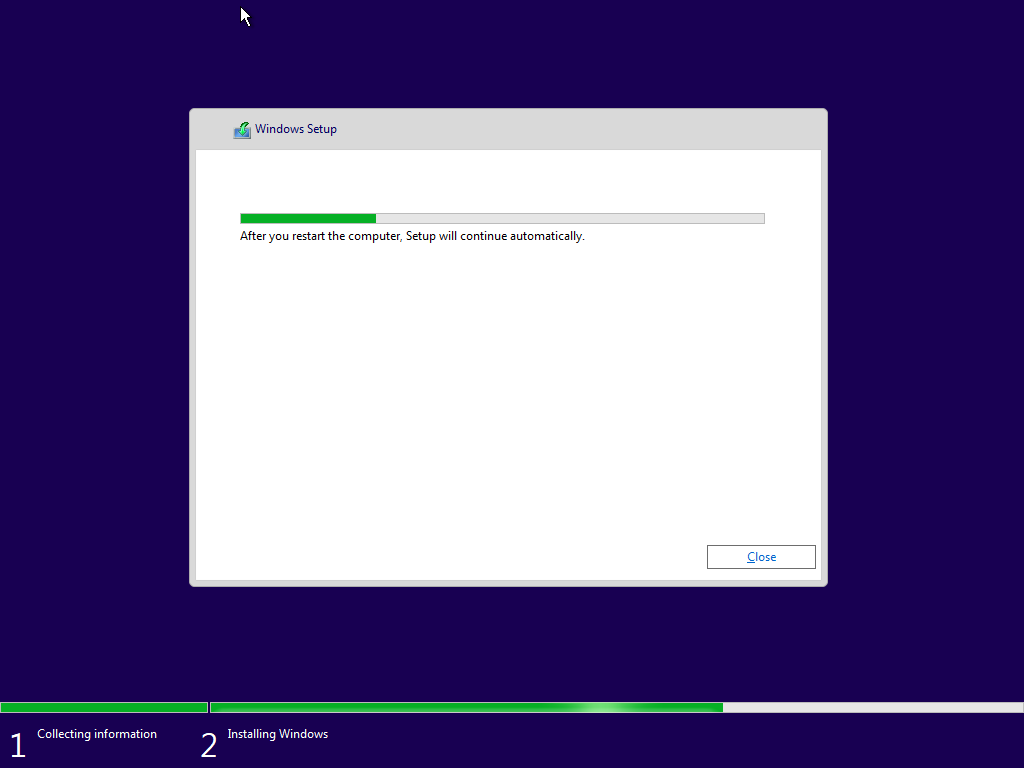 Windows Setup
After you restart the computer, Setup will continue automatically.
Close
1 Collecting information
2 Installing Windows